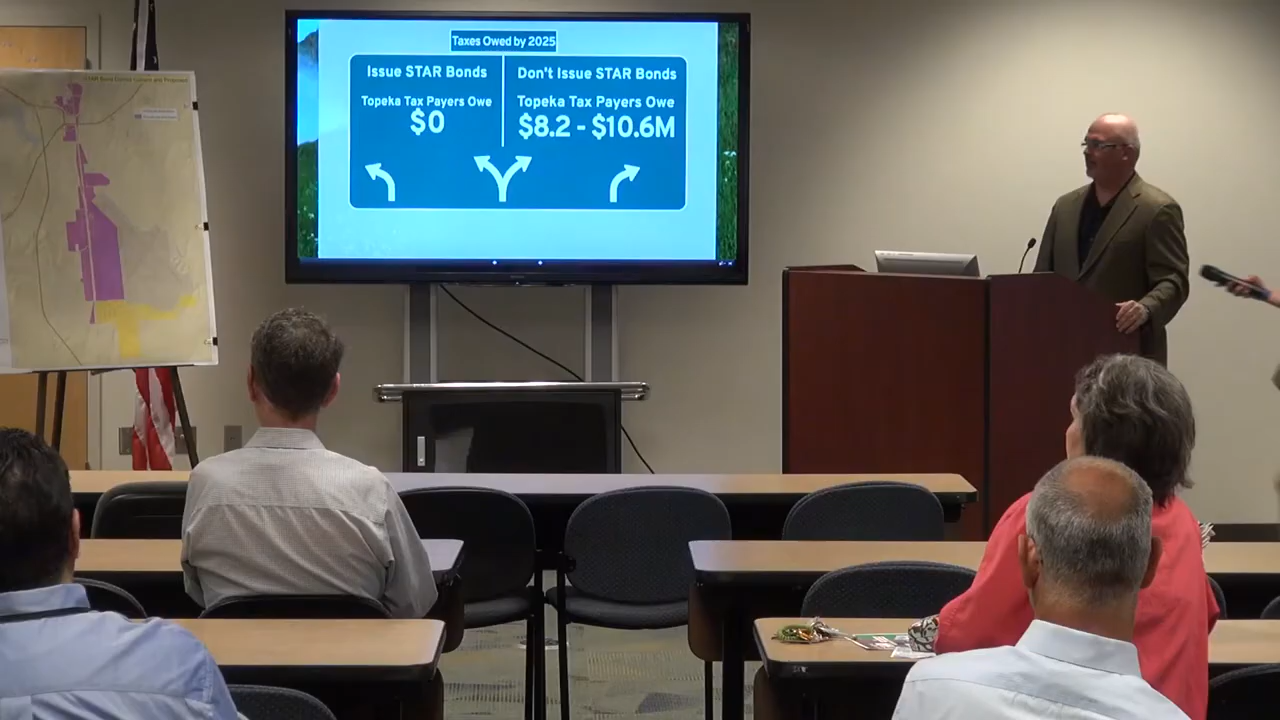 Taxes Owed by 2025
Issue STAR Bonds
Topeka Tax Payers Owe
$0
Don't Issue STAR Bonds
Topeka Tax Payers Owe
$8.2 - $10.6M